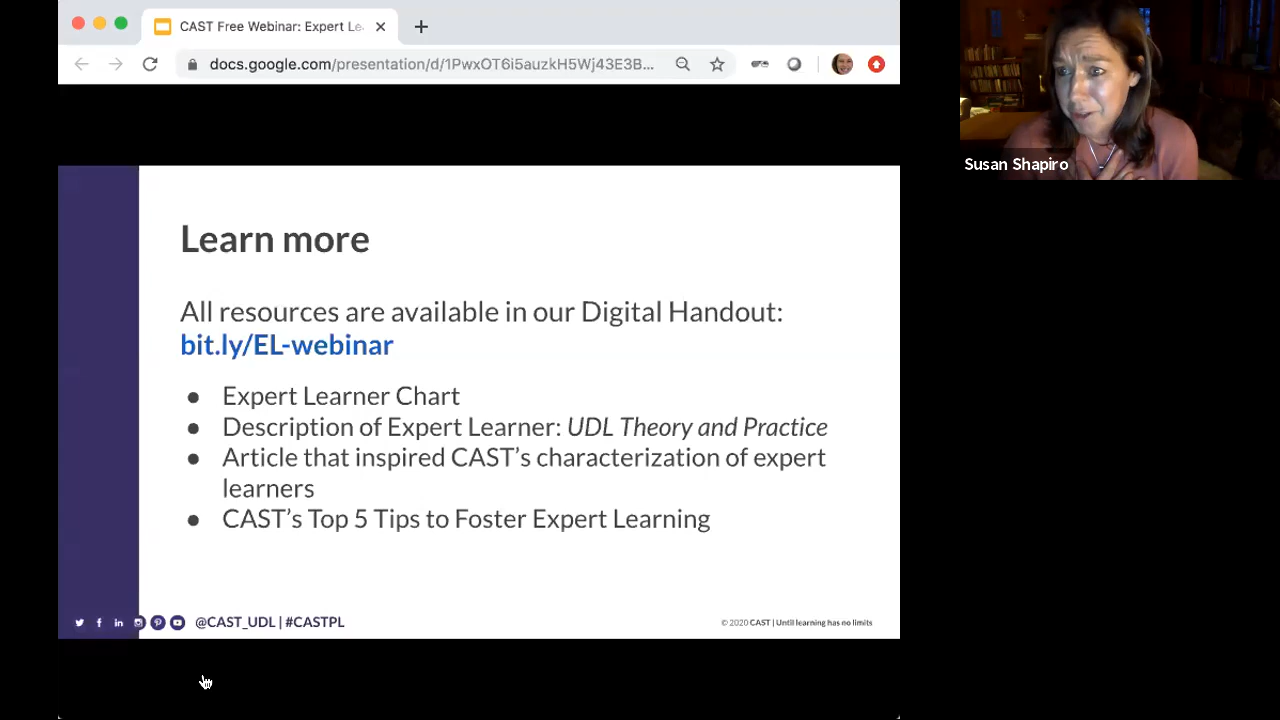 CAST Free Webinar: Expert Le
docs.google.com/presentation/d/1PwxOT6i5auzkH5Wj43E3B...
Susan Shapiro
Learn more
All resources are available in our Digital Handout:
bit.ly/EL-webinar
● Expert Learner Chart
● Description of Expert Learner: UDL Theory and Practice
● Article that inspired CAST’s characterization of expert
learners
● CAST’s Top 5 Tips to Foster Expert Learning
@CAST_UDL | #CASTPL
© 2020 CAST | Until learning has no limits